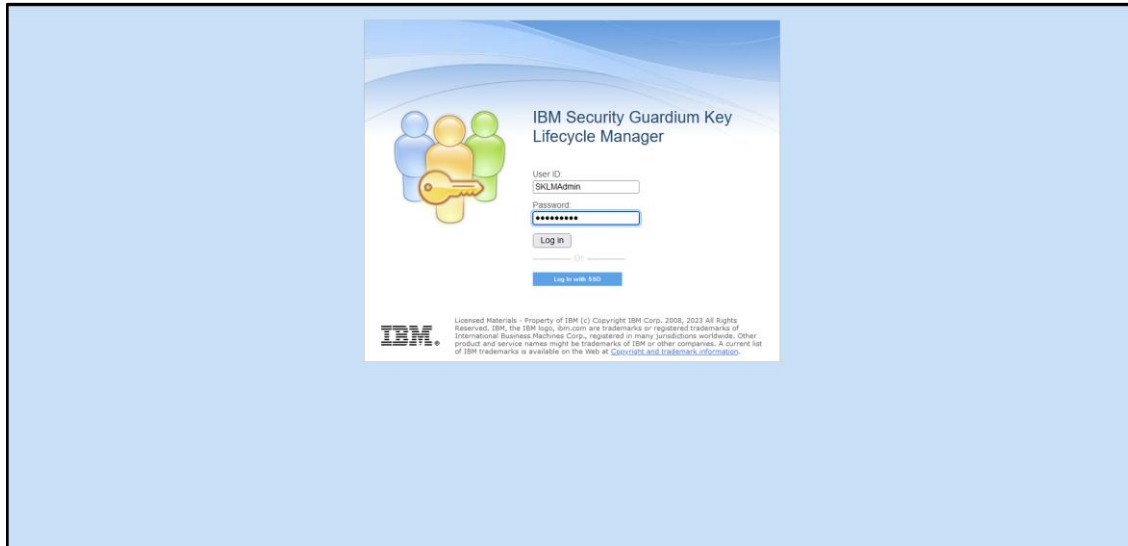 IBM Security Guardium Key
Lifecycle Manager
User ID:
SKLMAdmin
Password:
•••••••••
Log in
Or
Log in with SSO
IBM.
Licensed Materials - Property of IBM (c) Copyright IBM Corp. 2008, 2023 All Rights
Reserved. IBM, the IBM logo, ibm.com are trademarks or registered trademarks of
International Business Machines Corp., registered in many jurisdictions worldwide. Other
product and service names might be trademarks of IBM or other companies. A current list
of IBM trademarks is available on the Web at Copyright and trademark information.